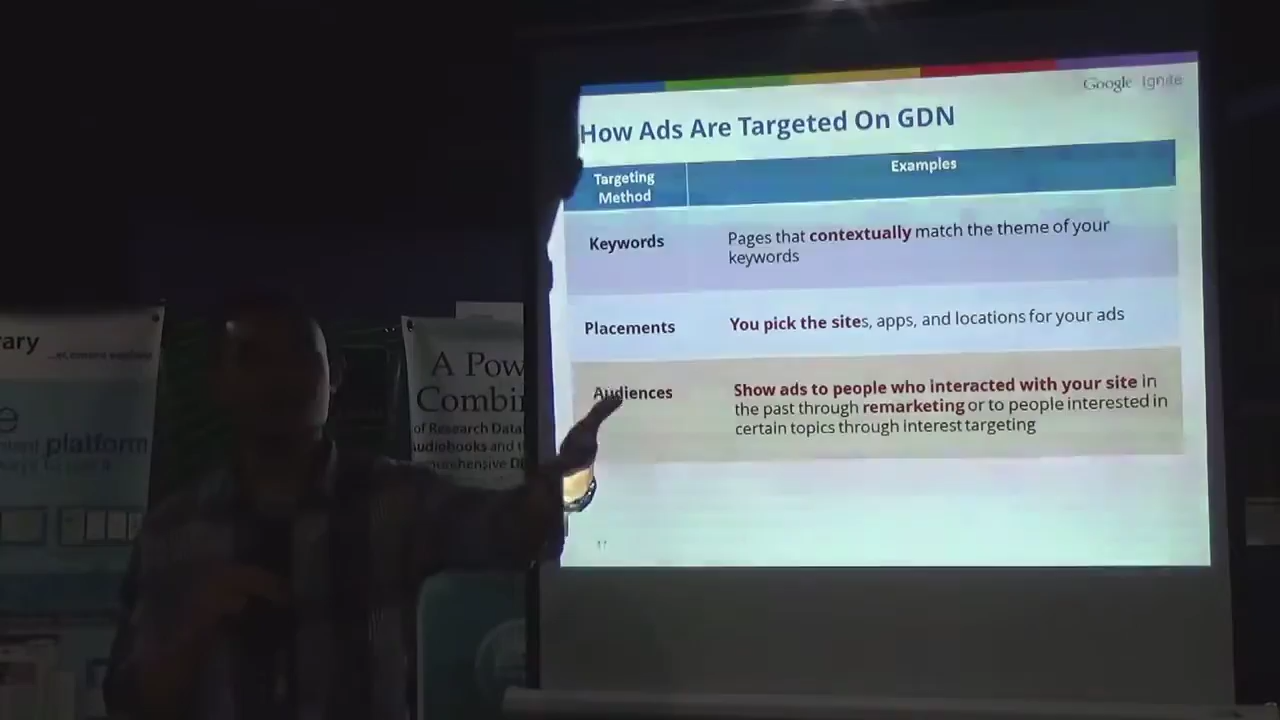 Google Ignite
How Ads Are Targeted On GDN
Targeting
Method
Examples
Keywords
Pages that contextually match the theme of your
keywords
Placements
You pick the sites, apps, and locations for your ads
Audiences
Show ads to people who interacted with your site in
the past through remarketing or to people interested in
certain topics through interest targeting
ary
e
platform
A Pow
Combi
of Research Data
udiobooks and t